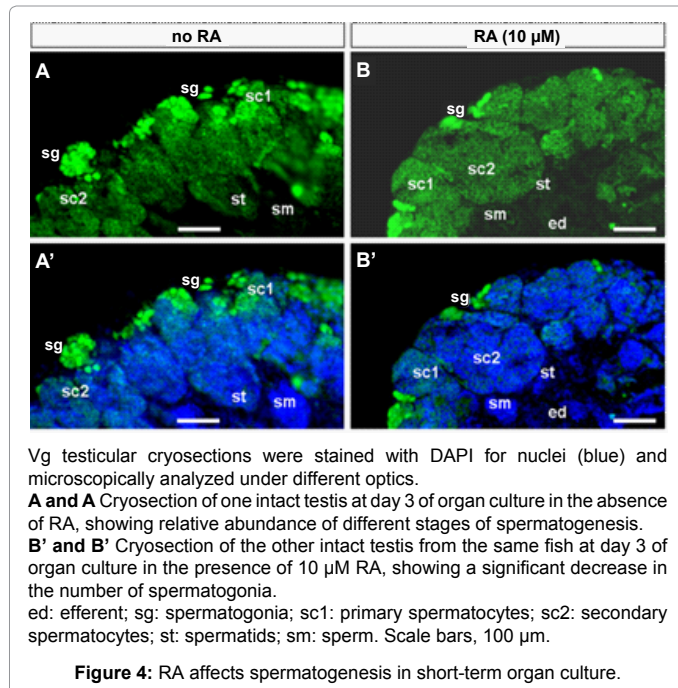 no RA
RA (10 µM)
A
sg
sc1
sg
sc2
st
sm
B
sg
sc1
sc2
st
sm
ed
A'
sg
sc1
sg
sc2
st
sm
B'
sg
sc1
sc2
st
sm
ed
Vg testicular cryosections were stained with DAPI for nuclei (blue) and
microscopically analyzed under different optics.
A and A Cryosection of one intact testis at day 3 of organ culture in the absence
of RA, showing relative abundance of different stages of spermatogenesis.
B' and B' Cryosection of the other intact testis from the same fish at day 3 of
organ culture in the presence of 10 µM RA, showing a significant decrease in
the number of spermatogonia.
ed: efferent; sg: spermatogonia; sc1: primary spermatocytes; sc2: secondary
spermatocytes; st: spermatids; sm: sperm. Scale bars, 100 µm.
Figure 4: RA affects spermatogenesis in short-term organ culture.